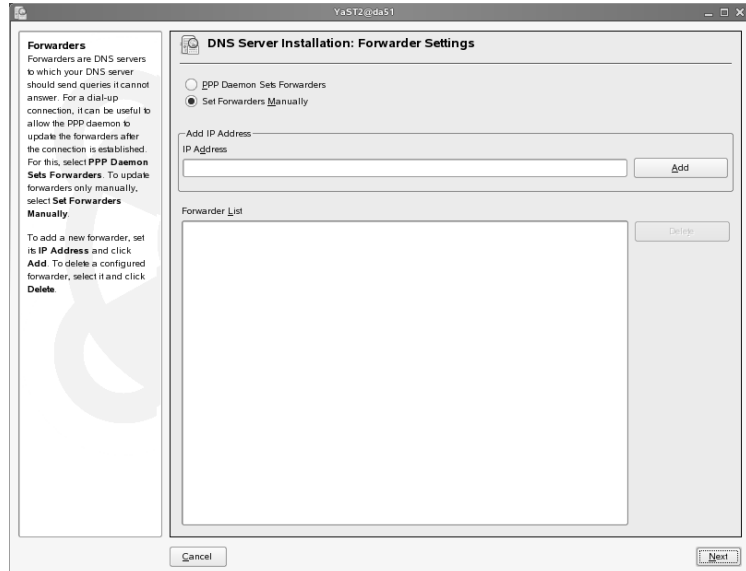 YaST2@da51
Forwarders
Forwarders are DNS servers
to which your DNS server
should send queries it cannot
answer. For a dial-up
connection, it can be useful to
allow the PPP daemon to
update the forwarders after
the connection is established.
For this, select PPP Daemon
Sets Forwarders. To update
forwarders only manually,
select Set Forwarders
Manually.
To add a new forwarder, set
its IP Address and click
Add. To delete a configured
forwarder, select it and click
Delete.
DNS Server Installation: Forwarder Settings
PPP Daemon Sets Forwarders
Set Forwarders Manually
Add IP Address
IP Address
Add
Forwarder List
Delete
Cancel
Next